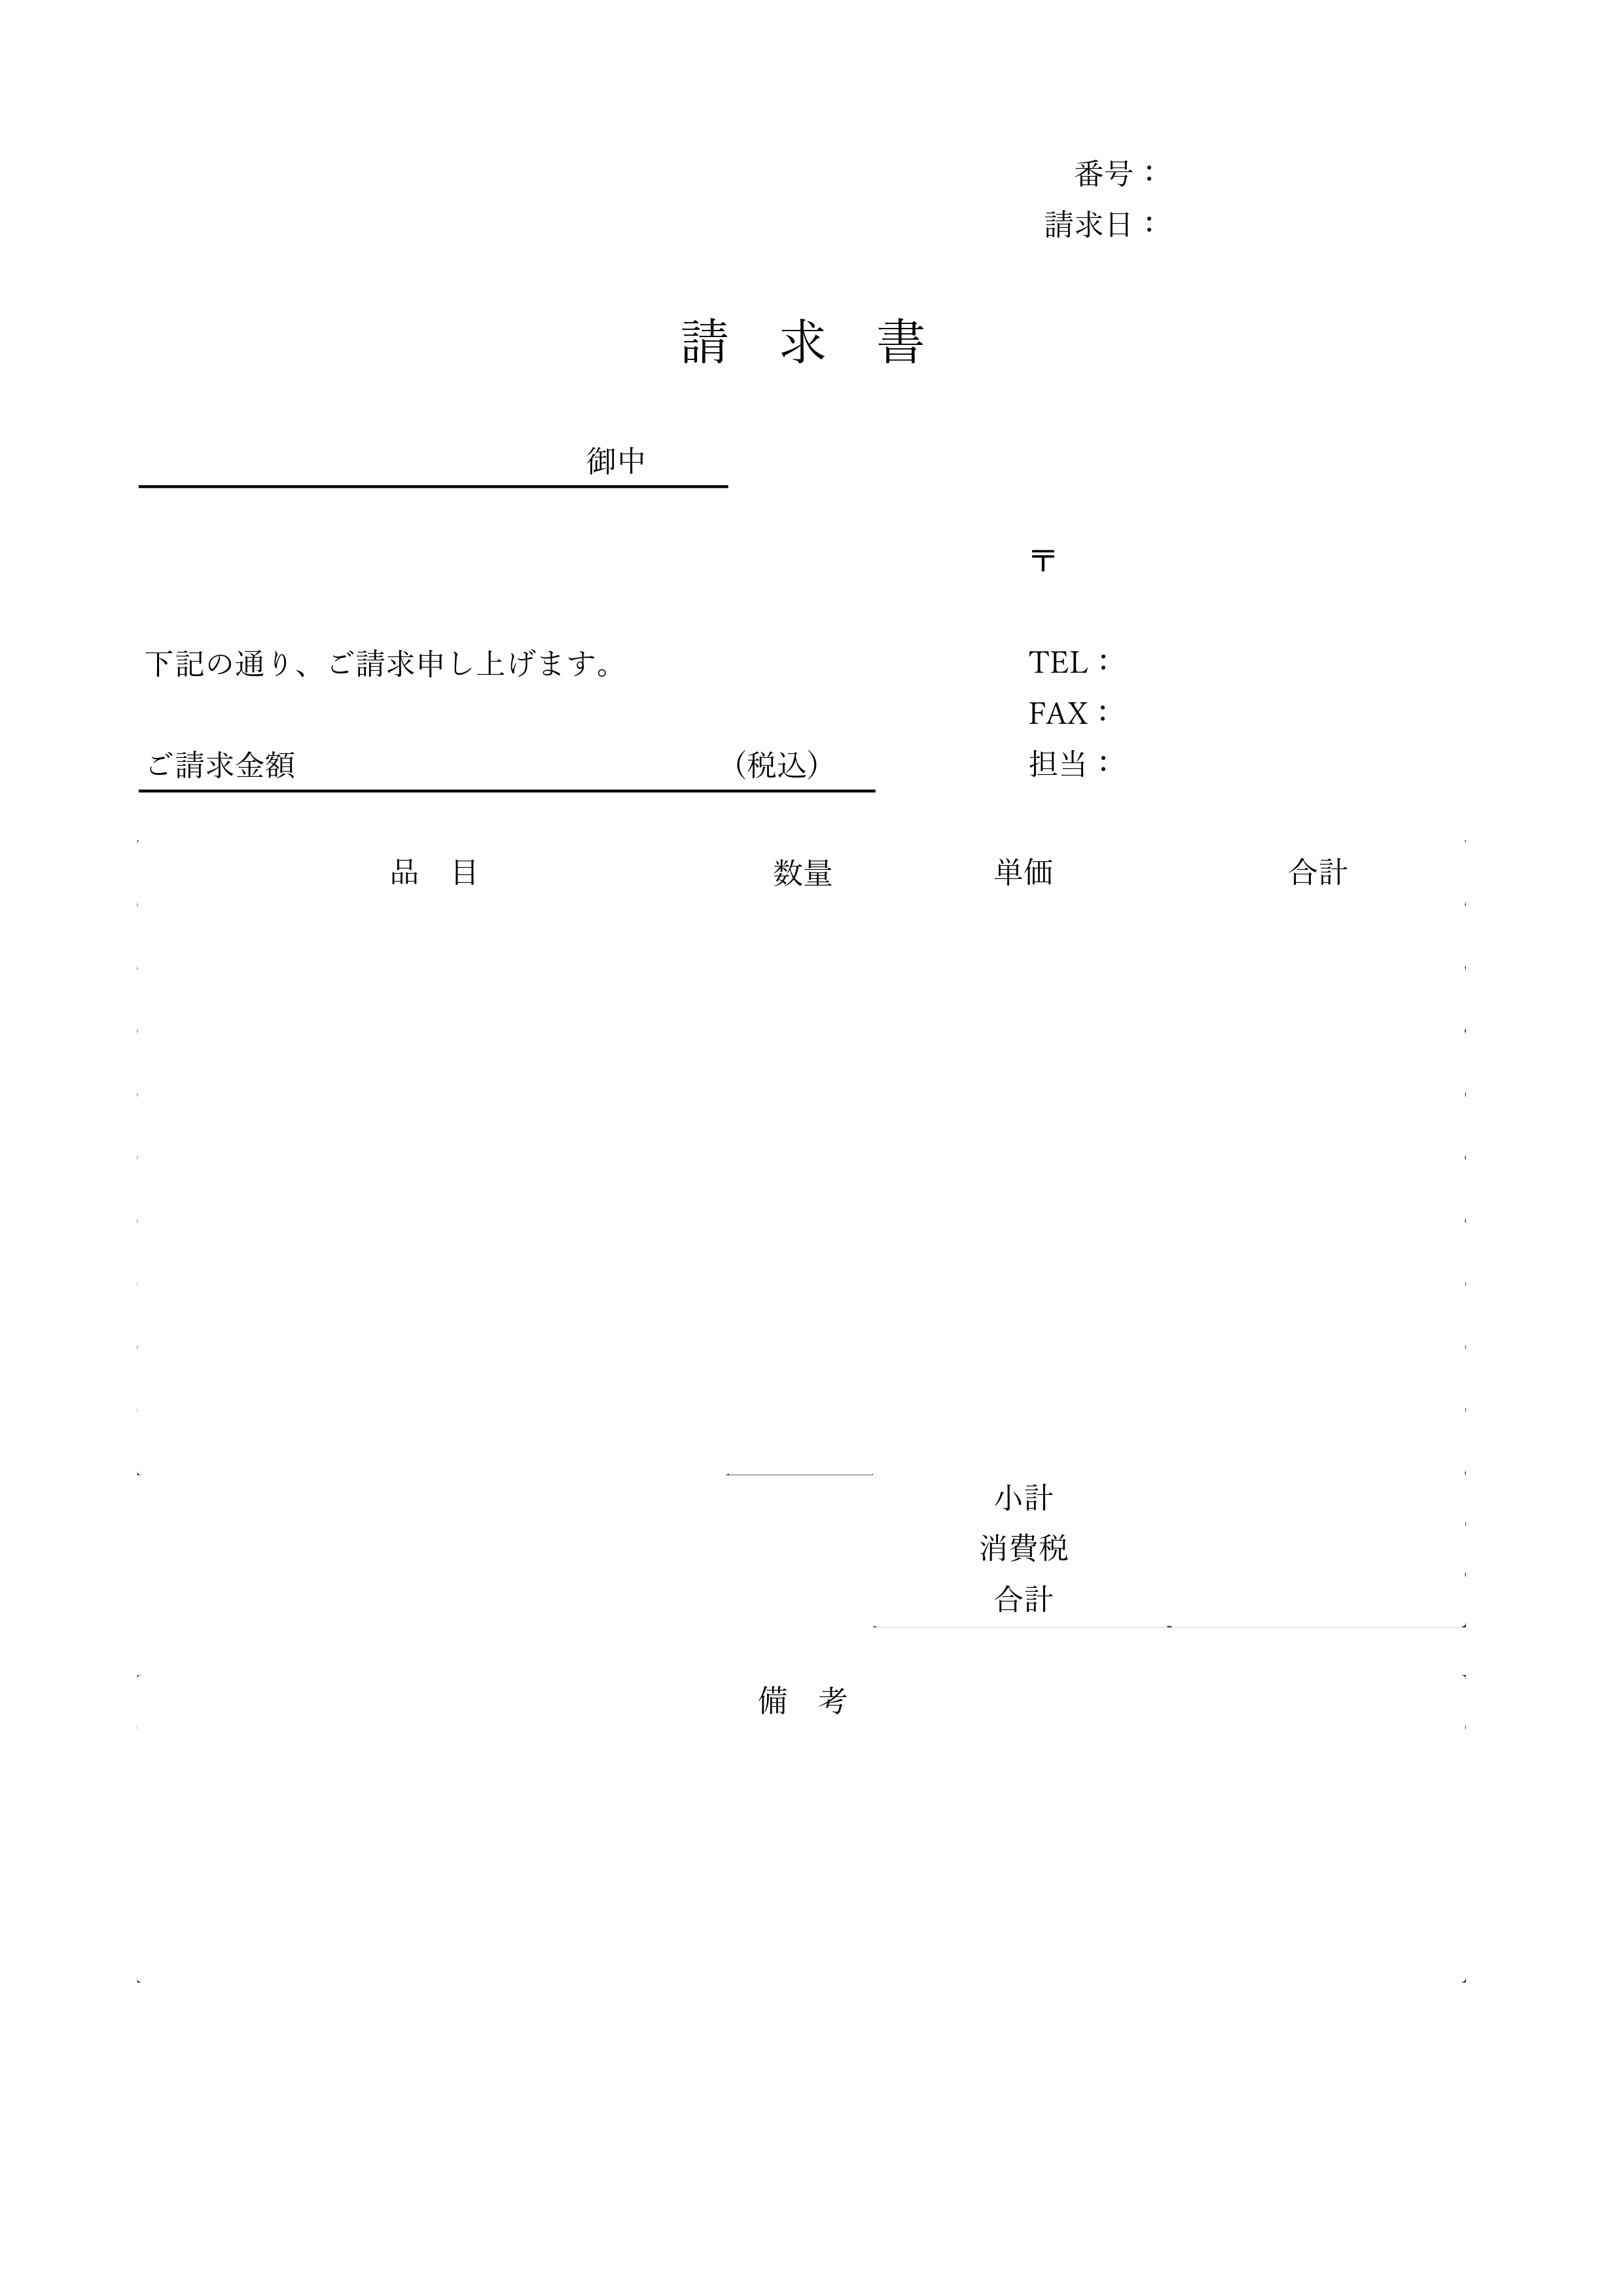 番号：
請求日：
請　求　書
御中
〒
下記の通り、ご請求申し上げます。
TEL：
FAX：
ご請求金額
（税込）
担当：
品　目
数量
単価
合計
小計
消費税
合計
備　考